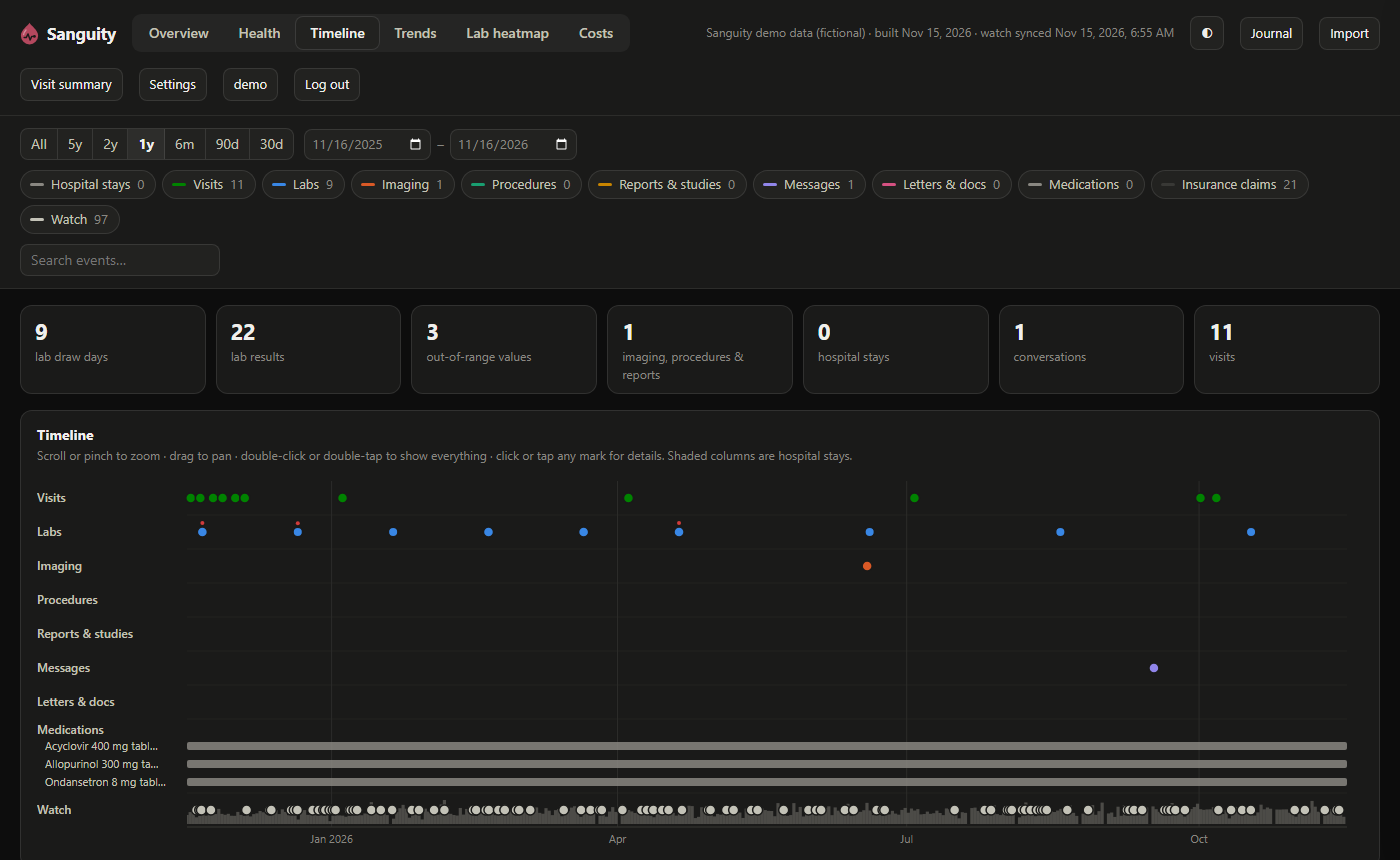 Sanguity Overview Health Timeline Trends Lab heatmap Costs Sanguity demo data (fictional) · built Nov 15, 2026 · watch synced Nov 15, 2026, 6:55 AM Journal Import
Visit summary Settings demo Log out
All 5y 2y 1y 6m 90d 30d 11/16/2025 – 11/16/2026
Hospital stays 0 Visits 11 Labs 9 Imaging 1 Procedures 0 Reports & studies 0 Messages 1 Letters & docs 0 Medications 0 Insurance claims 21
Watch 97
Search events...
9 22 3 1 0 1 11
lab draw days lab results out-of-range values imaging, procedures & hospital stays conversations visits
reports
Timeline
Scroll or pinch to zoom · drag to pan · double-click or double-tap to show everything · click or tap any mark for details. Shaded columns are hospital stays.
Visits
Labs
Imaging
Procedures
Reports & studies
Messages
Letters & docs
Medications
Acyclovir 400 mg tabl...
Allopurinol 300 mg ta...
Ondansetron 8 mg tabl...
Watch
Jan 2026 Apr Jul Oct